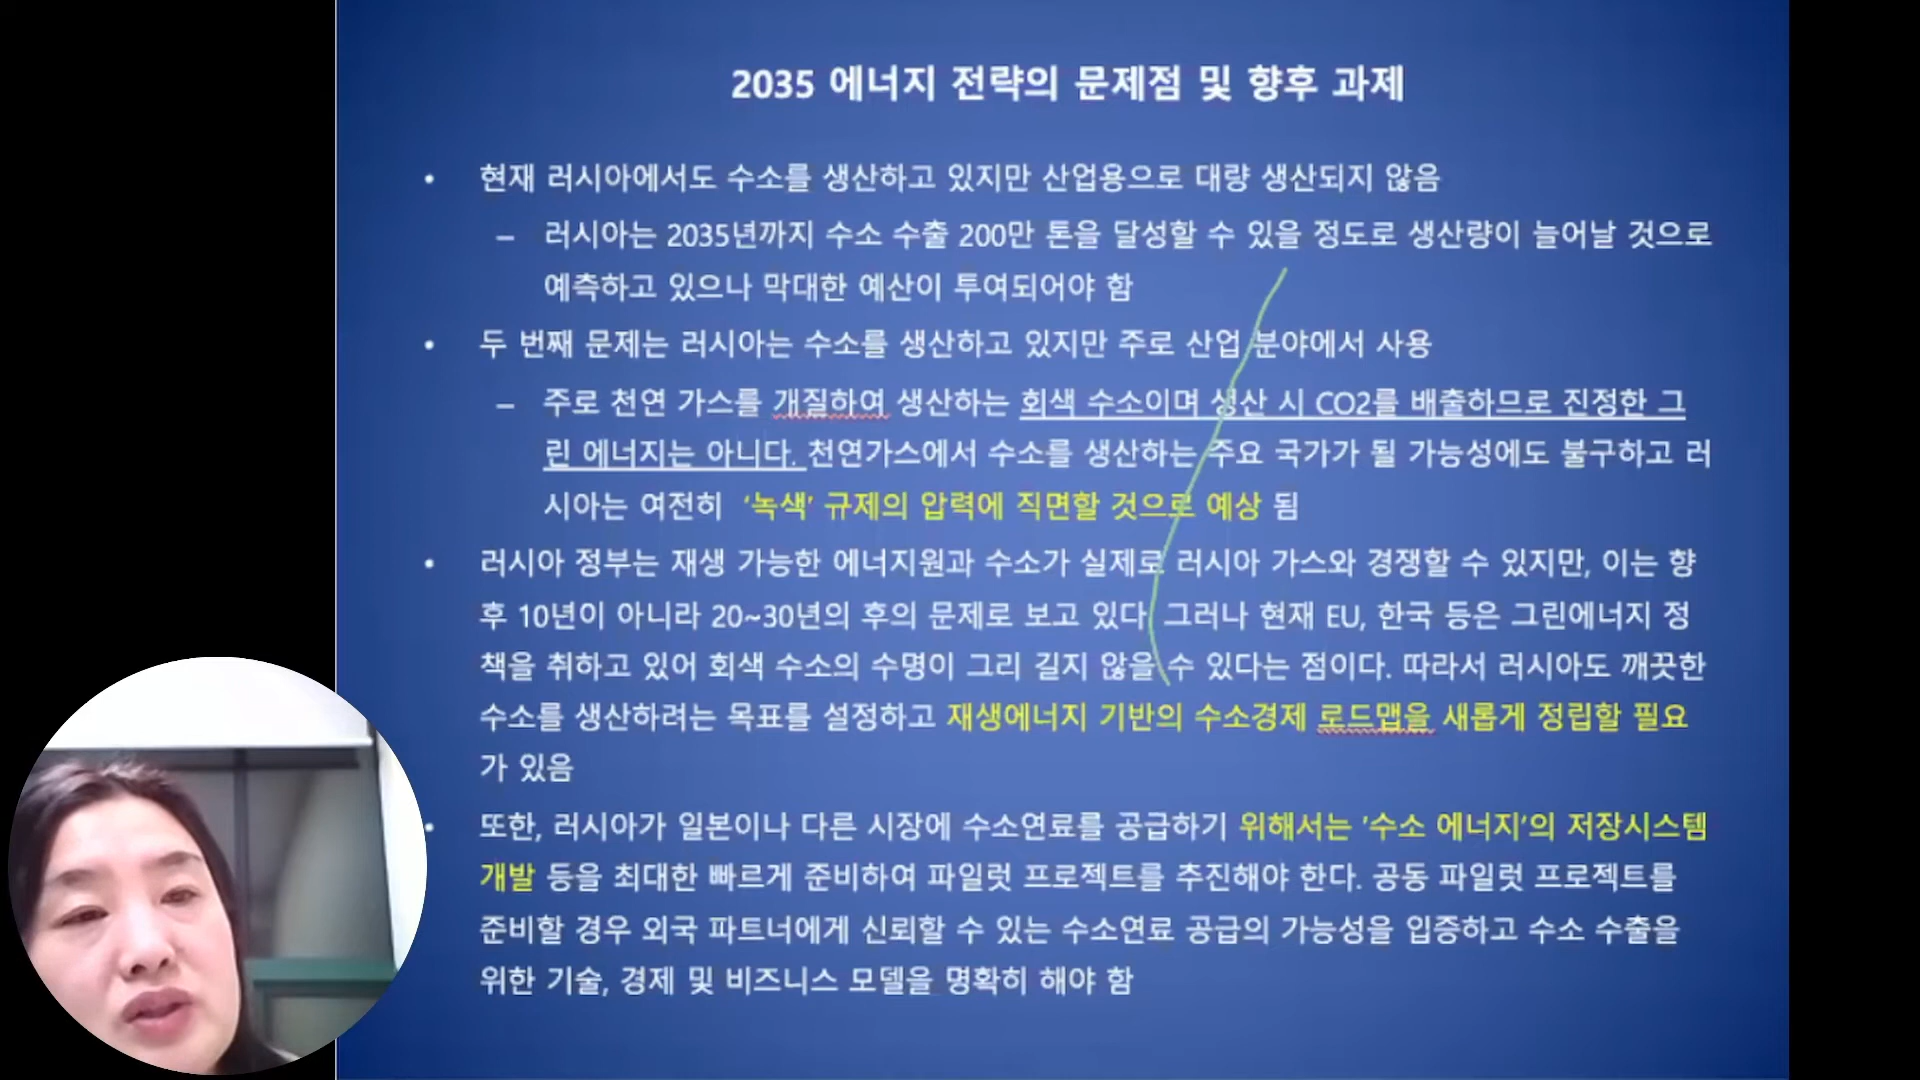 2035 에너지 전략의 문제점 및 향후 과제
• 현재 러시아에서도 수소를 생산하고 있지만 산업용으로 대량 생산되지 않음
– 러시아는 2035년까지 수소 수출 200만 톤을 달성할 수 있을 정도로 생산량이 늘어날 것으로
예측하고 있으나 막대한 예산이 투여되어야 함
• 두 번째 문제는 러시아는 수소를 생산하고 있지만 주로 산업 분야에서 사용
– 주로 천연 가스를 개질하여 생산하는 회색 수소이며 생산 시 CO2를 배출하므로 진정한 그
린 에너지는 아니다. 천연가스에서 수소를 생산하는 주요 국가가 될 가능성에도 불구하고 러
시아는 여전히 ‘녹색’ 규제의 압력에 직면할 것으로 예상 됨
• 러시아 정부는 재생 가능한 에너지원과 수소가 실제로 러시아 가스와 경쟁할 수 있지만, 이는 향
후 10년이 아니라 20~30년의 후의 문제로 보고 있다. 그러나 현재 EU, 한국 등은 그린에너지 정
책을 취하고 있어 회색 수소의 수명이 그리 길지 않을 수 있다는 점이다. 따라서 러시아도 깨끗한
수소를 생산하려는 목표를 설정하고 재생에너지 기반의 수소경제 로드맵을 새롭게 정립할 필요
가 있음
• 또한, 러시아가 일본이나 다른 시장에 수소연료를 공급하기 위해서는 ’수소 에너지’의 저장시스템
개발 등을 최대한 빠르게 준비하여 파일럿 프로젝트를 추진해야 한다. 공동 파일럿 프로젝트를
준비할 경우 외국 파트너에게 신뢰할 수 있는 수소연료 공급의 가능성을 입증하고 수소 수출을
위한 기술, 경제 및 비즈니스 모델을 명확히 해야 함